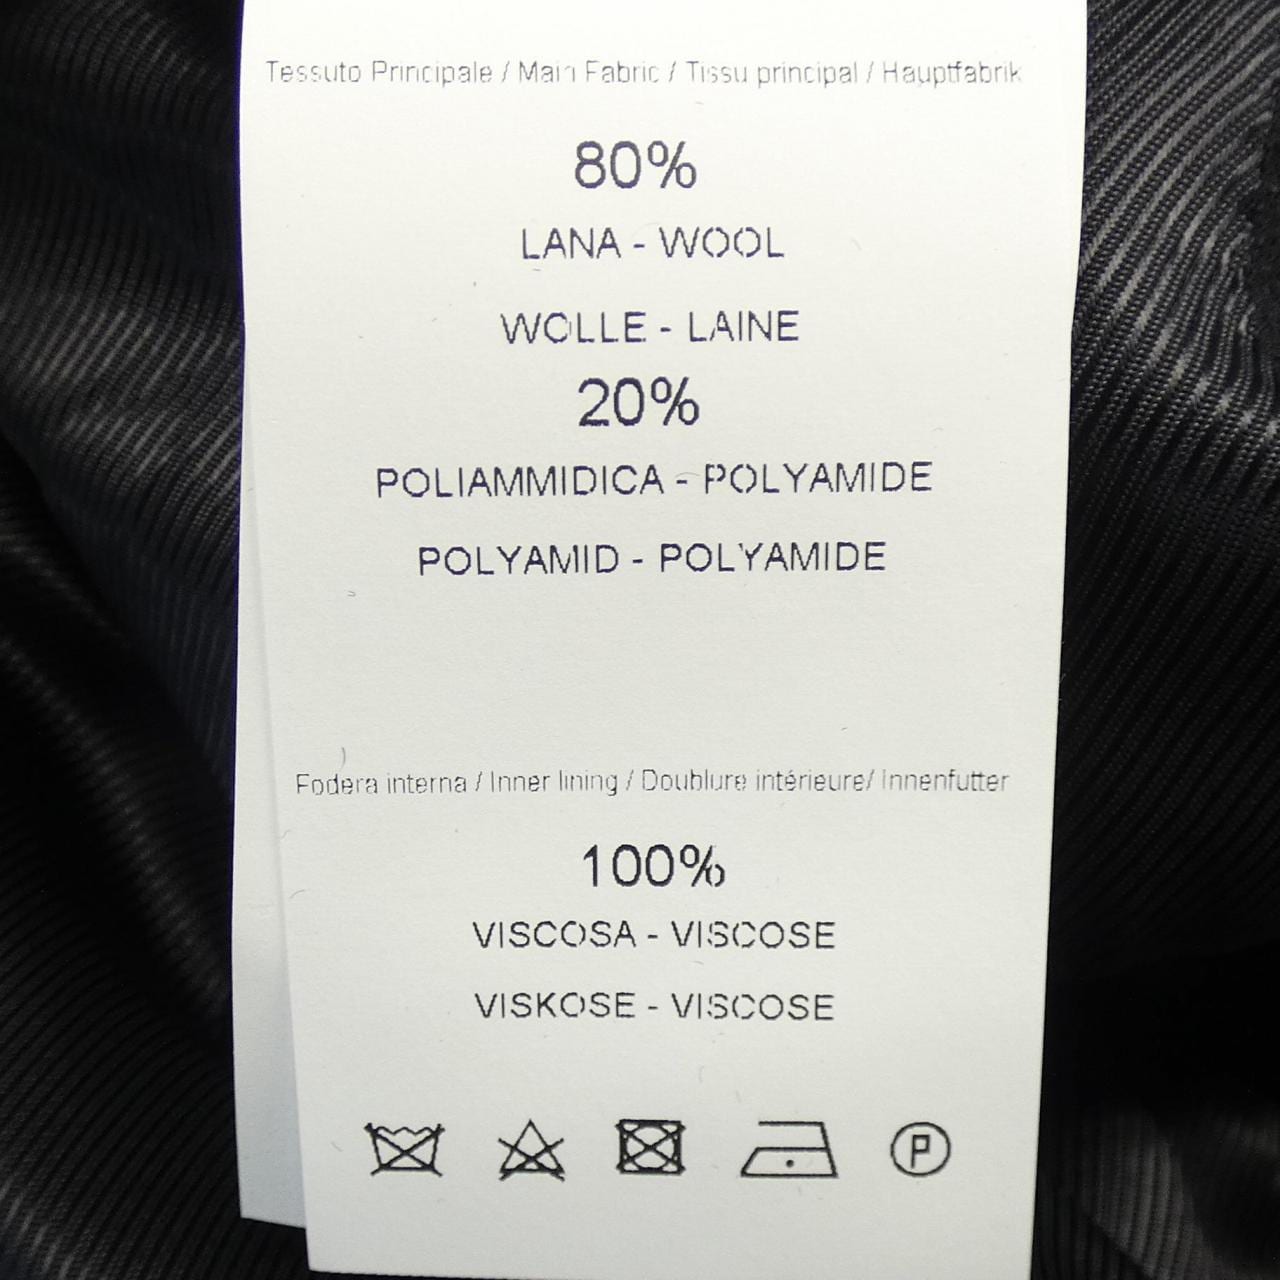 Tessuto Principale / Main Fabric / Tissu principal / Hauptfabrik
80%
LANA - WOOL
WOLLE - LAINE
20%
POLIAMMIDICA - POLYAMIDE
POLYAMID - POLYAMIDE
Fodera interna / Inner lining / Doublure intérieure/ Innenfutter
100%
VISCOSA - VISCOSE
VISKOSE - VISCOSE
P